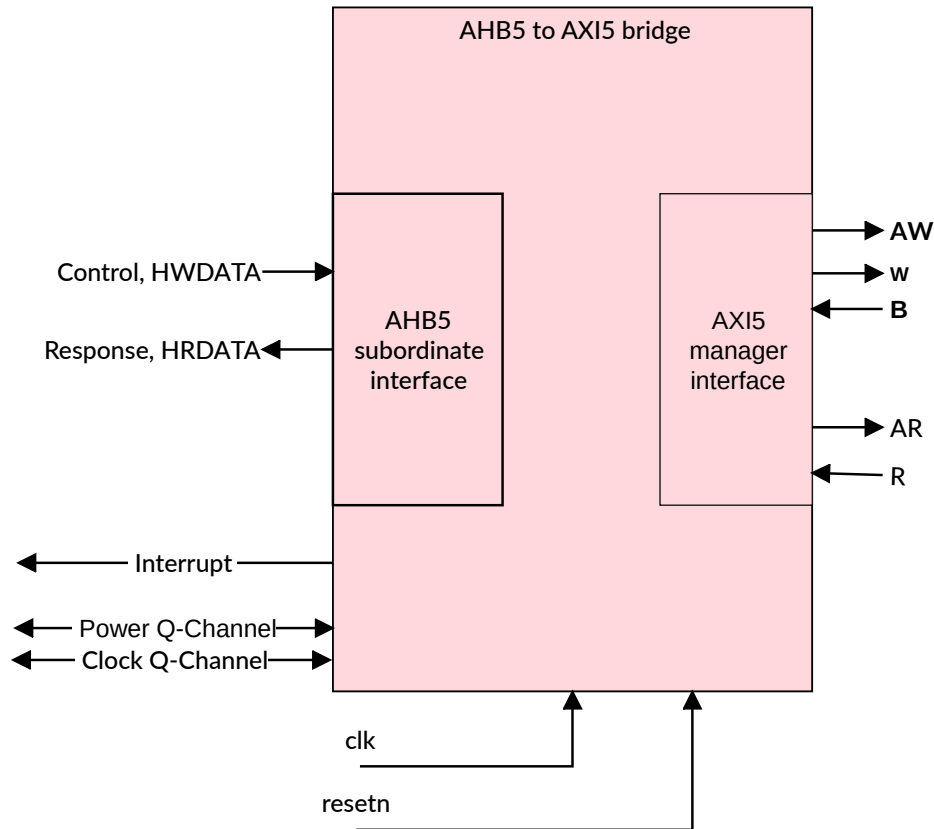 AHB5 to AXI5 bridge
Control, HWDATA
Response, HRDATA
AHB5
subordinate
interface
AXI5
manager
interface
AW
W
B
AR
R
Interrupt
Power Q-Channel
Clock Q-Channel
clk
resetn